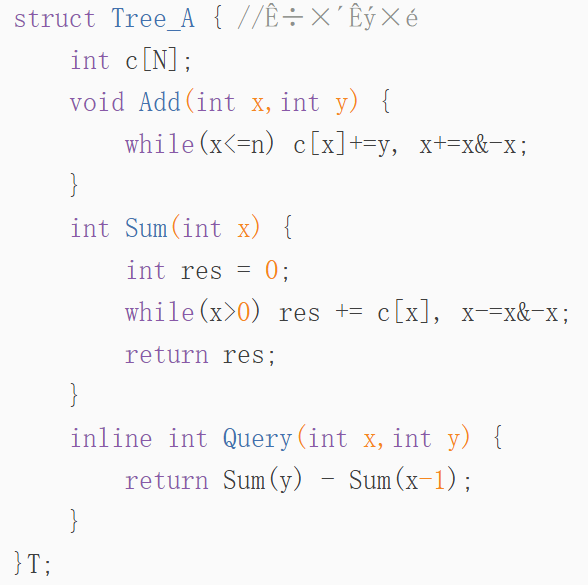 struct Tree_A { //Ê÷×´Êý×é
    int c[N];
    void Add(int x,int y) {
        while(x<=n) c[x]+=y, x+=x&-x;
    }
    int Sum(int x) {
        int res = 0;
        while(x>0) res += c[x], x-=x&-x;
        return res;
    }
    inline int Query(int x,int y) {
        return Sum(y) - Sum(x-1);
    }
}T;